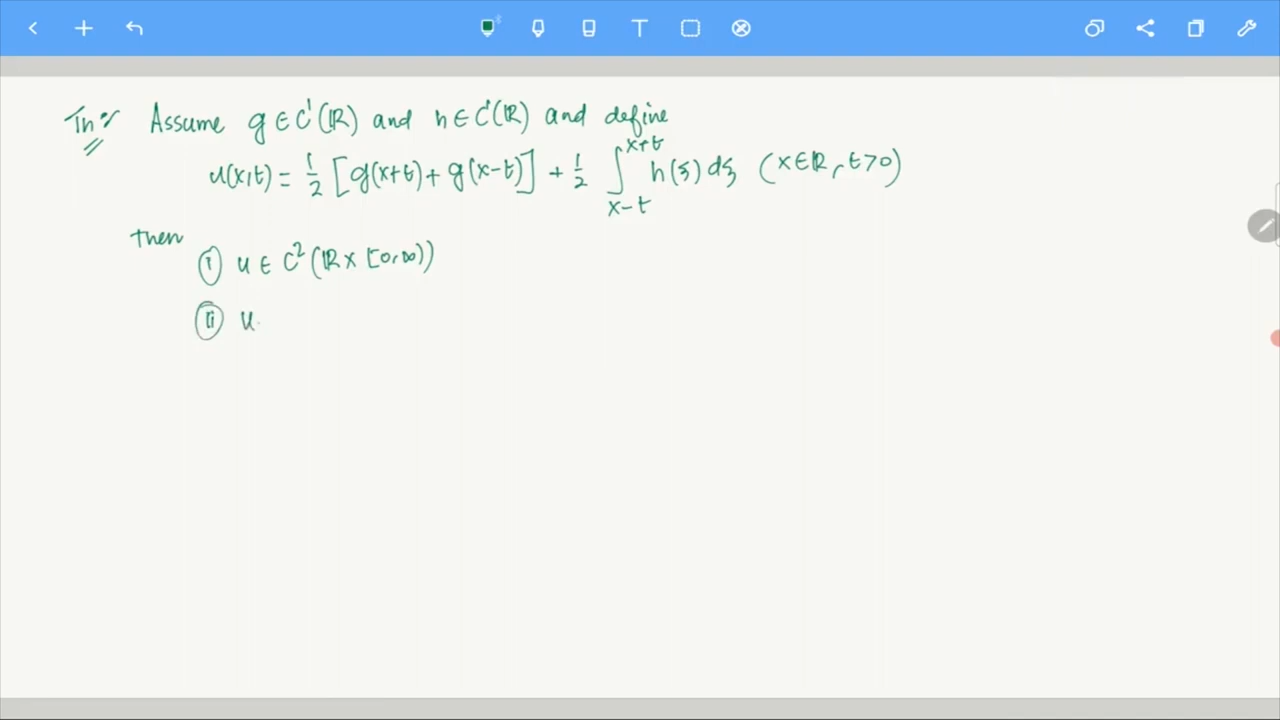 Th: Assume g ∈ C¹(ℝ) and h ∈ C¹(ℝ) and define
u(x,t) = 1/2 [g(x+t) + g(x-t)] + 1/2 ∫_{x-t}^{x+t} h(ξ) dξ (x∈ℝ, t>0)
Then
(i) u ∈ C²(ℝ × [0,∞))
(ii) u